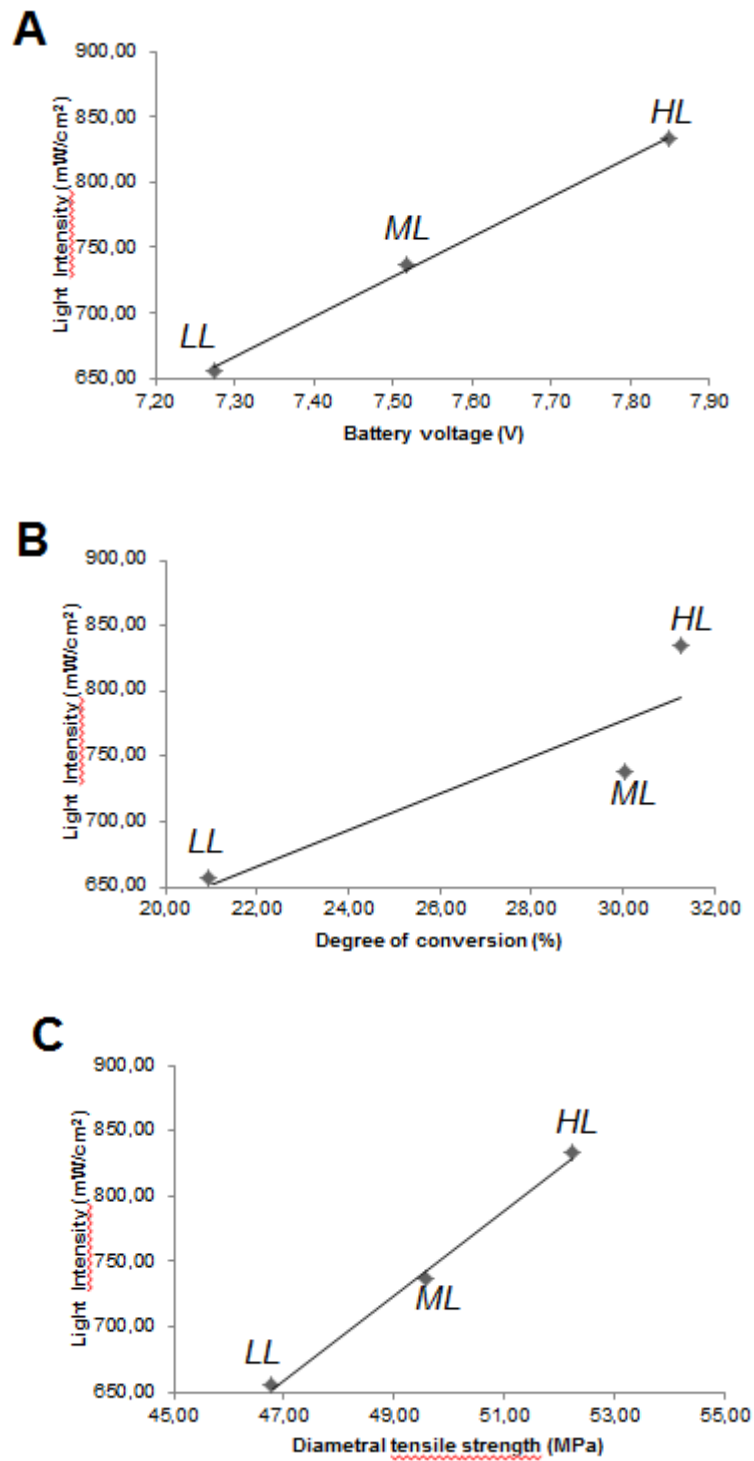 A
Light Intensity (mW/cm²)
900,00
850,00
800,00
750,00
700,00
650,00
HL
ML
LL
7,20 7,30 7,40 7,50 7,60 7,70 7,80 7,90
Battery voltage (V)
B
Light Intensity (mW/cm²)
900,00
850,00
800,00
750,00
700,00
650,00
HL
ML
LL
20,00 22,00 24,00 26,00 28,00 30,00 32,00
Degree of conversion (%)
C
Light Intensity (mW/cm²)
900,00
850,00
800,00
750,00
700,00
650,00
HL
ML
LL
45,00 47,00 49,00 51,00 53,00 55,00
Diametral tensile strength (MPa)